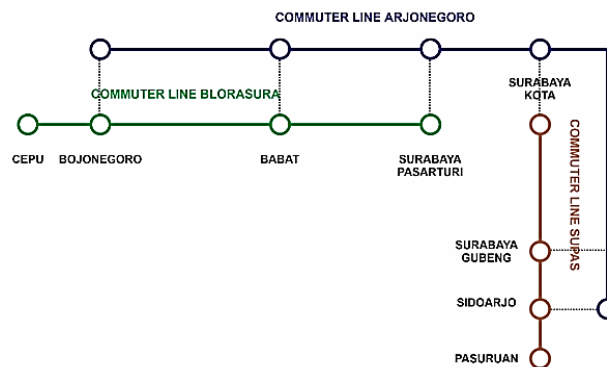 COMMUTER LINE ARJONEGORO
SURABAYA
KOTA
COMMUTER LINE BLORASURA
CEPU
BOJONEGORO
BABAT
SURABAYA
PASARTURI
COMMUTER LINE SUPAS
SURABAYA
GUBENG
SIDOARJO
PASURUAN